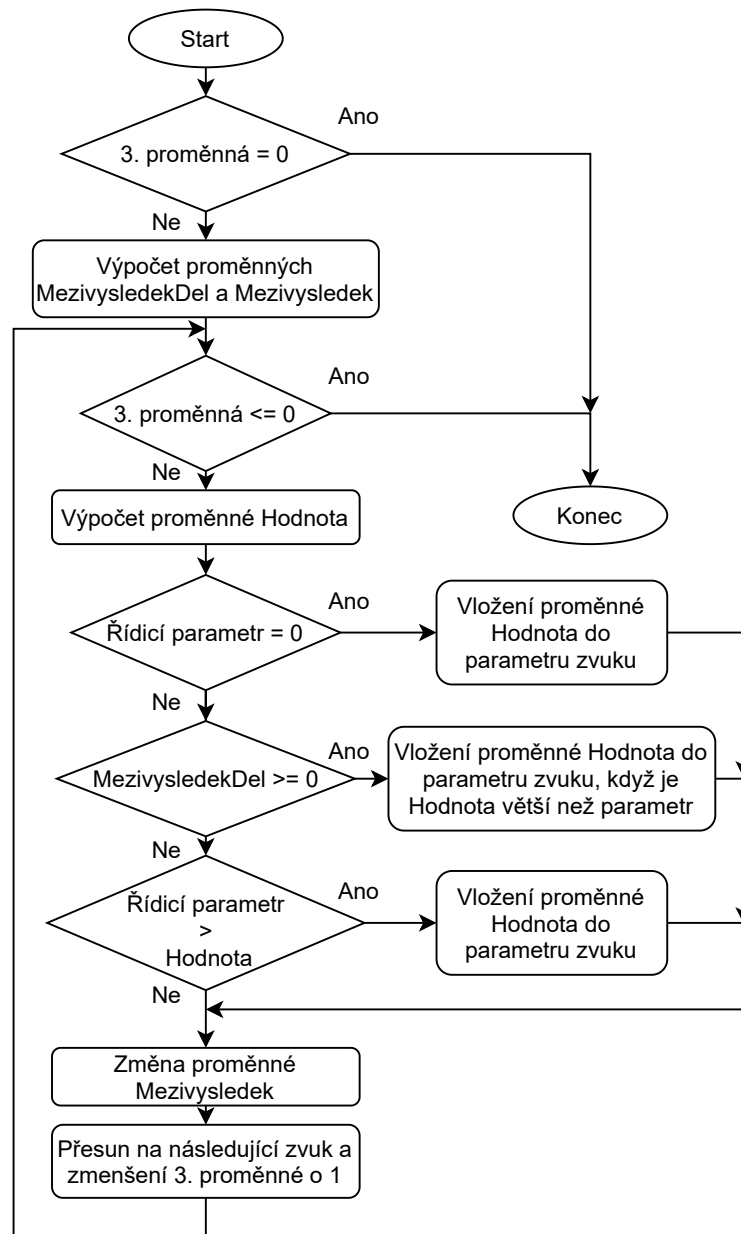 Start
Ano
3. proměnná = 0
Ne
Výpočet proměnných
MezivysledekDel a Mezivysledek
Ano
3. proměnná <= 0
Ne
Výpočet proměnné Hodnota
Konec
Ano
Řídicí parametr = 0
Vložení proměnné
Hodnota do
parametru zvuku
Ne
Ano
MezivysledekDel >= 0
Vložení proměnné Hodnota do
parametru zvuku, když je
Hodnota větší než parametr
Ne
Ano
Řídicí parametr
>
Hodnota
Vložení proměnné
Hodnota do
parametru zvuku
Ne
Změna proměnné
Mezivysledek
Přesun na následující zvuk a
zmenšení 3. proměnné o 1